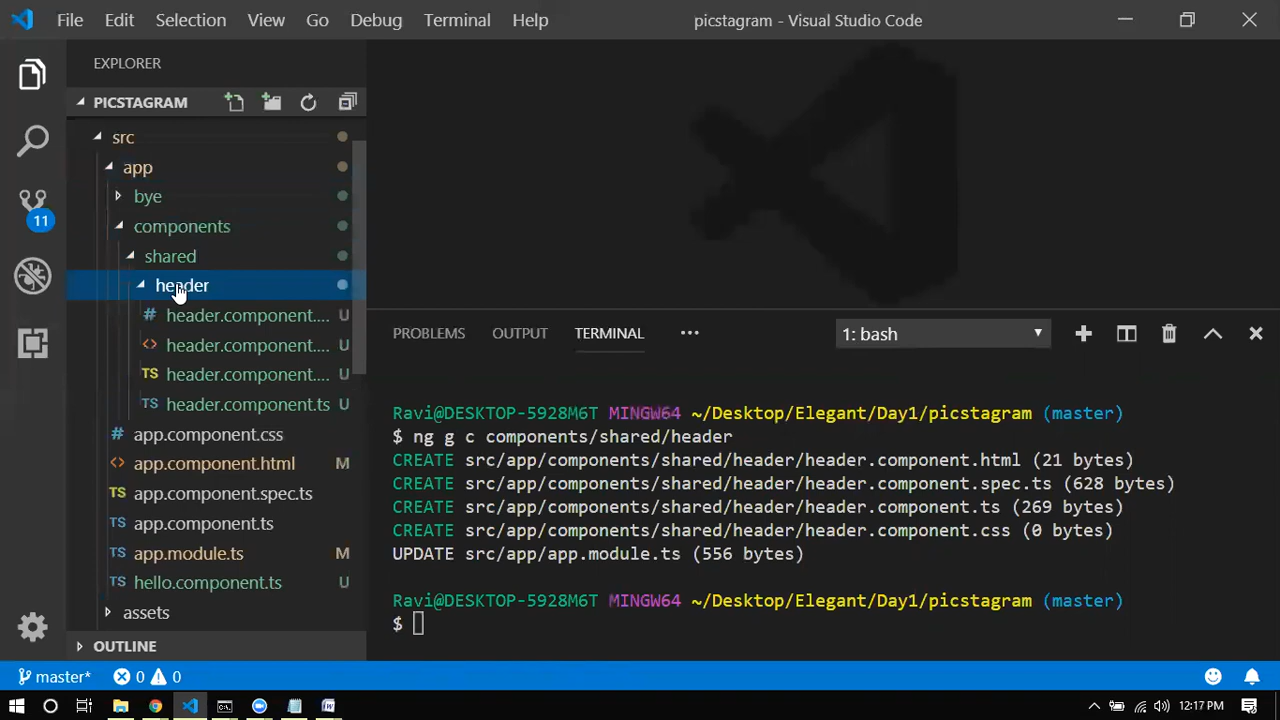 File Edit Selection View Go Debug Terminal Help
picstagram - Visual Studio Code
EXPLORER
PICSTAGRAM
src
app
bye
components
shared
header
header.component.... U
header.component.... U
header.component.... U
header.component.ts U
app.component.css
app.component.html M
app.component.spec.ts
app.component.ts
app.module.ts M
hello.component.ts U
assets
OUTLINE
11
PROBLEMS OUTPUT TERMINAL ••• 1: bash
Ravi@DESKTOP-5928M6T MINGW64 ~/Desktop/Elegant/Day1/picstagram (master)
$ ng g c components/shared/header
CREATE src/app/components/shared/header/header.component.html (21 bytes)
CREATE src/app/components/shared/header/header.component.spec.ts (628 bytes)
CREATE src/app/components/shared/header/header.component.ts (269 bytes)
CREATE src/app/components/shared/header/header.component.css (0 bytes)
UPDATE src/app/app.module.ts (556 bytes)
Ravi@DESKTOP-5928M6T MINGW64 ~/Desktop/Elegant/Day1/picstagram (master)
$
master* 0 0
12:17 PM